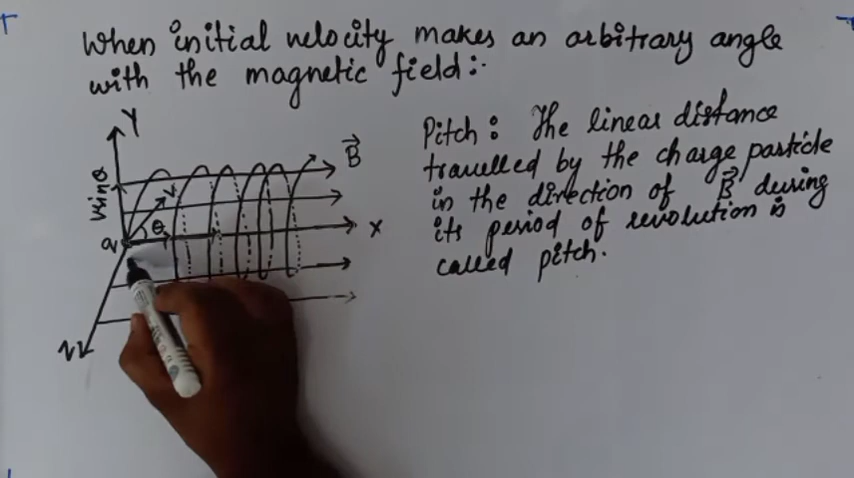 When initial velocity makes an arbitrary angle
with the magnetic field:-
Pitch: The linear distance
travelled by the charge particle
in the direction of B⃗ during
its period of revolution is
called pitch.
Y
B⃗
vsinθ
v
θ
q
X
Z